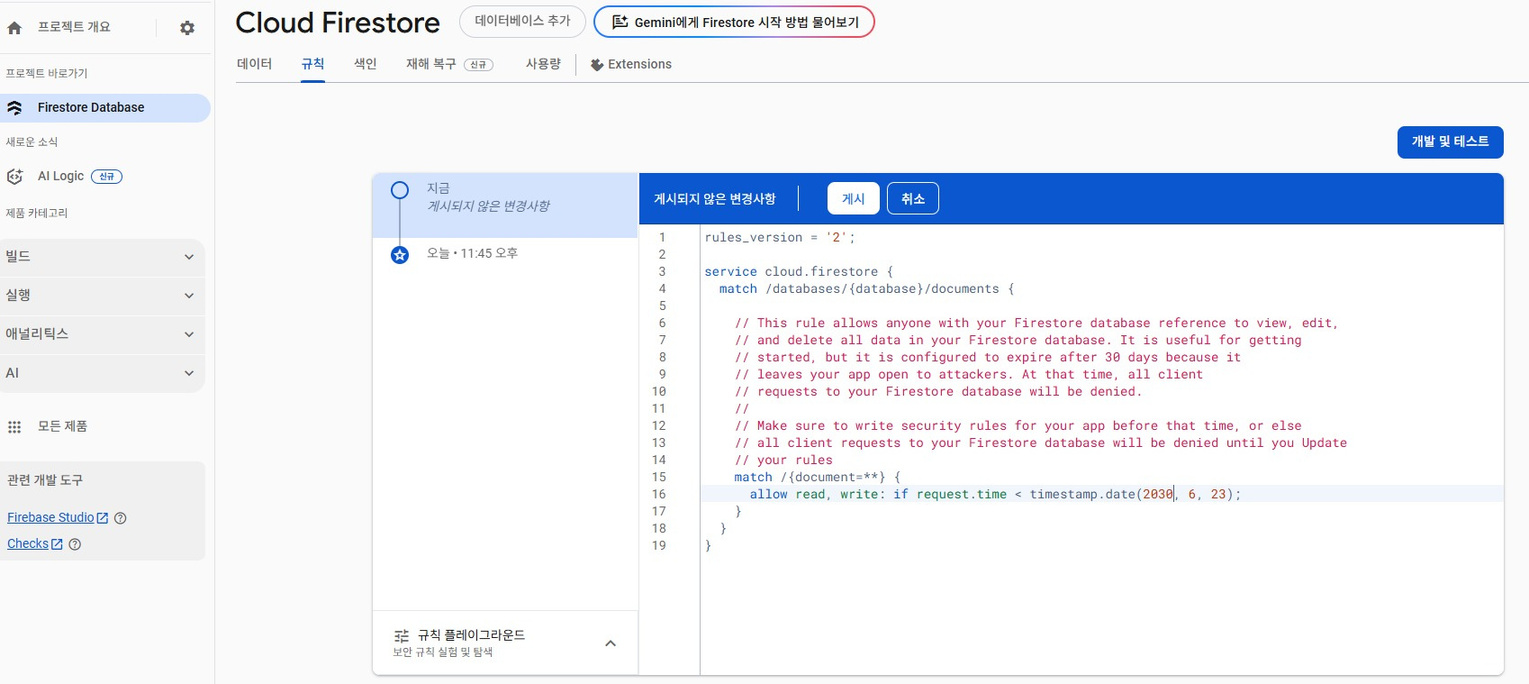 프로젝트 개요
프로젝트 바로가기
Firestore Database
새로운 소식
AI Logic 신규
제품 카테고리
빌드
실행
애널리틱스
AI
모든 제품
관련 개발 도구
Firebase Studio
Checks
Cloud Firestore 데이터베이스 추가 Gemini에게 Firestore 시작 방법 물어보기
데이터 규칙 색인 재해 복구 신규 사용량 Extensions
개발 및 테스트
지금
게시되지 않은 변경사항
오늘 • 11:45 오후
규칙 플레이그라운드
보안 규칙 실험 및 탐색
게시되지 않은 변경사항 게시 취소
1 rules_version = '2';
2
3 service cloud.firestore {
4 match /databases/{database}/documents {
5
6 // This rule allows anyone with your Firestore database reference to view, edit,
7 // and delete all data in your Firestore database. It is useful for getting
8 // started, but it is configured to expire after 30 days because it
9 // leaves your app open to attackers. At that time, all client
10 // requests to your Firestore database will be denied.
11 //
12 // Make sure to write security rules for your app before that time, or else
13 // all client requests to your Firestore database will be denied until you Update
14 // your rules
15 match /{document=**} {
16 allow read, write: if request.time < timestamp.date(2030, 6, 23);
17 }
18 }
19 }